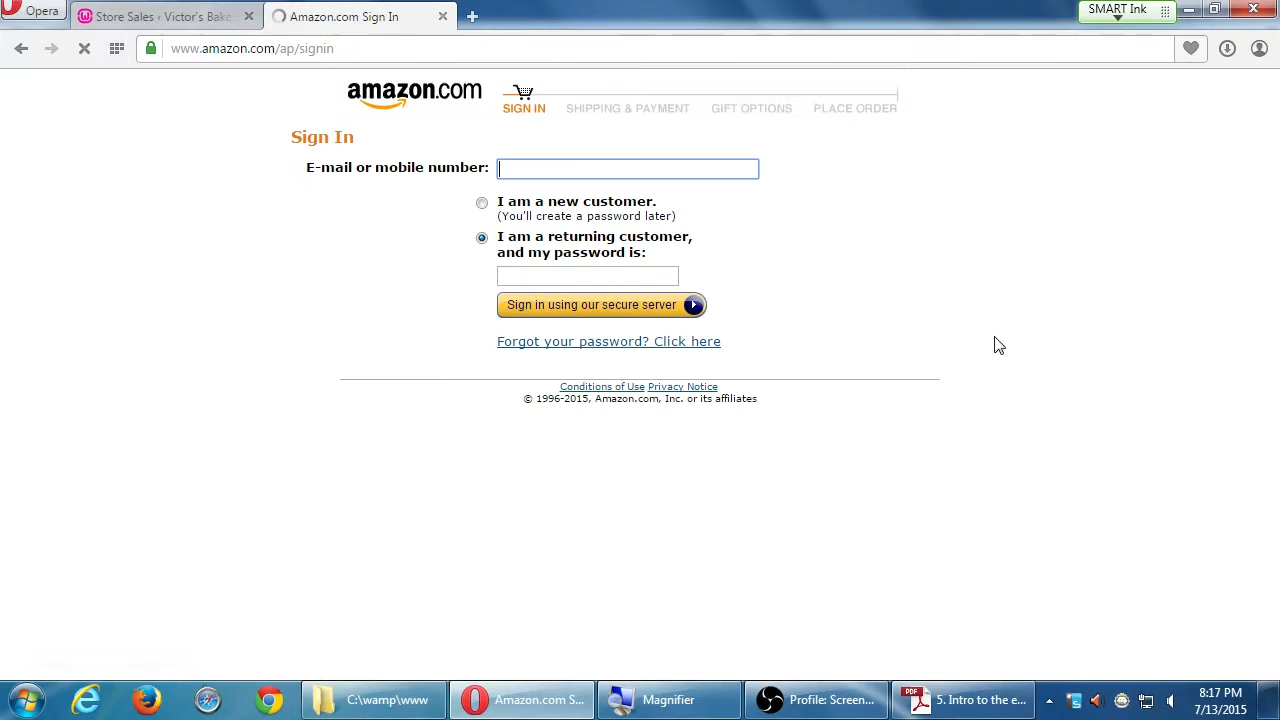 Opera
Store Sales ‹ Victor's Bake
Amazon.com Sign In
SMART Ink
www.amazon.com/ap/signin
amazon.com
SIGN IN
SHIPPING & PAYMENT
GIFT OPTIONS
PLACE ORDER
Sign In
E-mail or mobile number:
I am a new customer.
(You'll create a password later)
I am a returning customer,
and my password is:
Sign in using our secure server
Forgot your password? Click here
Conditions of Use Privacy Notice
© 1996-2015, Amazon.com, Inc. or its affiliates
C:\wamp\www
Amazon.com S...
Magnifier
Profile: Screen...
PDF
5. Intro to the e...
8:17 PM
7/13/2015